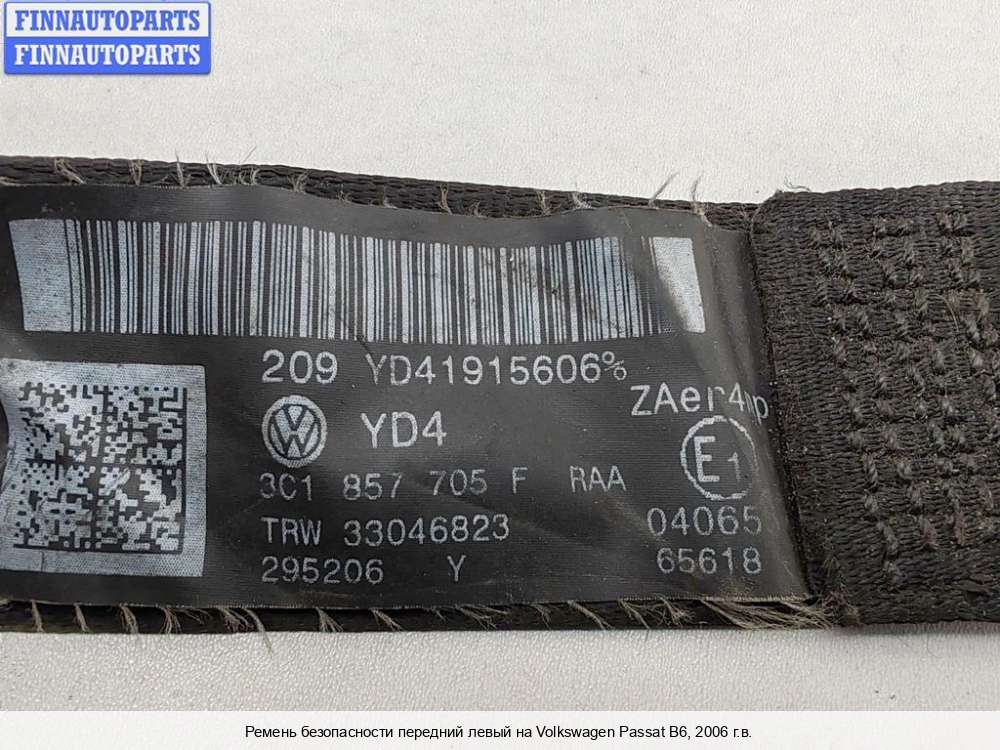 FINNAUTOPARTS
FINNAUTOPARTS
209 YD41915606%
ZAer4mp
YD4
E1
3C1 857 705 F RAA
TRW 33046823
04065
295206 Y
65618
Ремень безопасности передний левый на Volkswagen Passat B6, 2006 г.в.